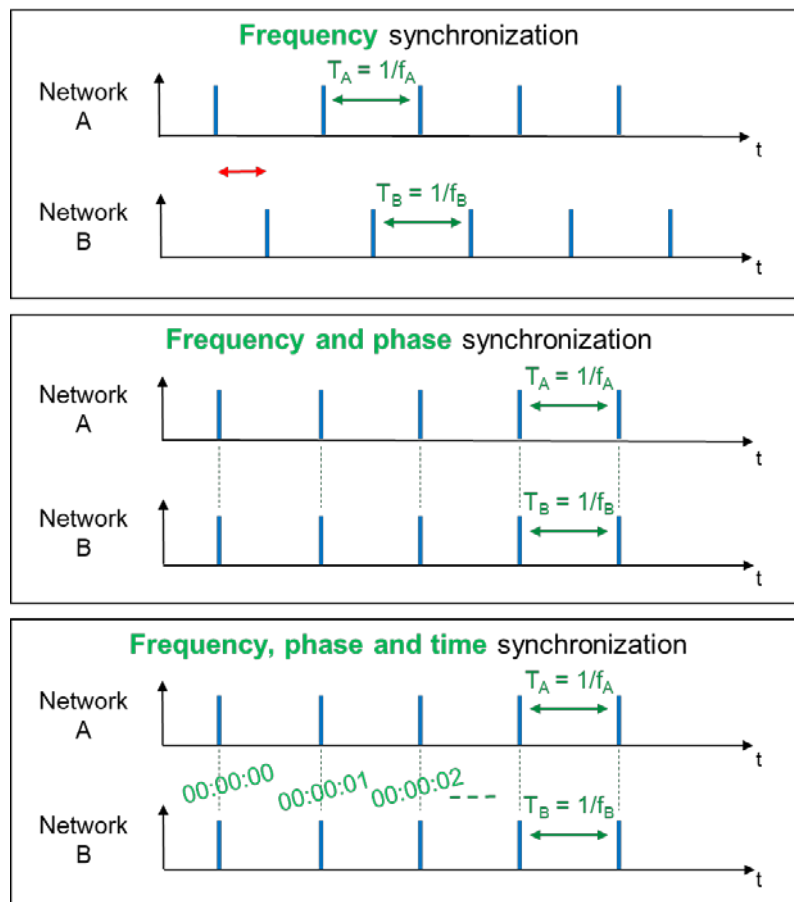 Frequency synchronization
T_A = 1/f_A
Network
A
t
T_B = 1/f_B
Network
B
t
Frequency and phase synchronization
T_A = 1/f_A
Network
A
t
T_B = 1/f_B
Network
B
t
Frequency, phase and time synchronization
T_A = 1/f_A
Network
A
t
00:00:00 00:00:01 00:00:02
T_B = 1/f_B
Network
B
t